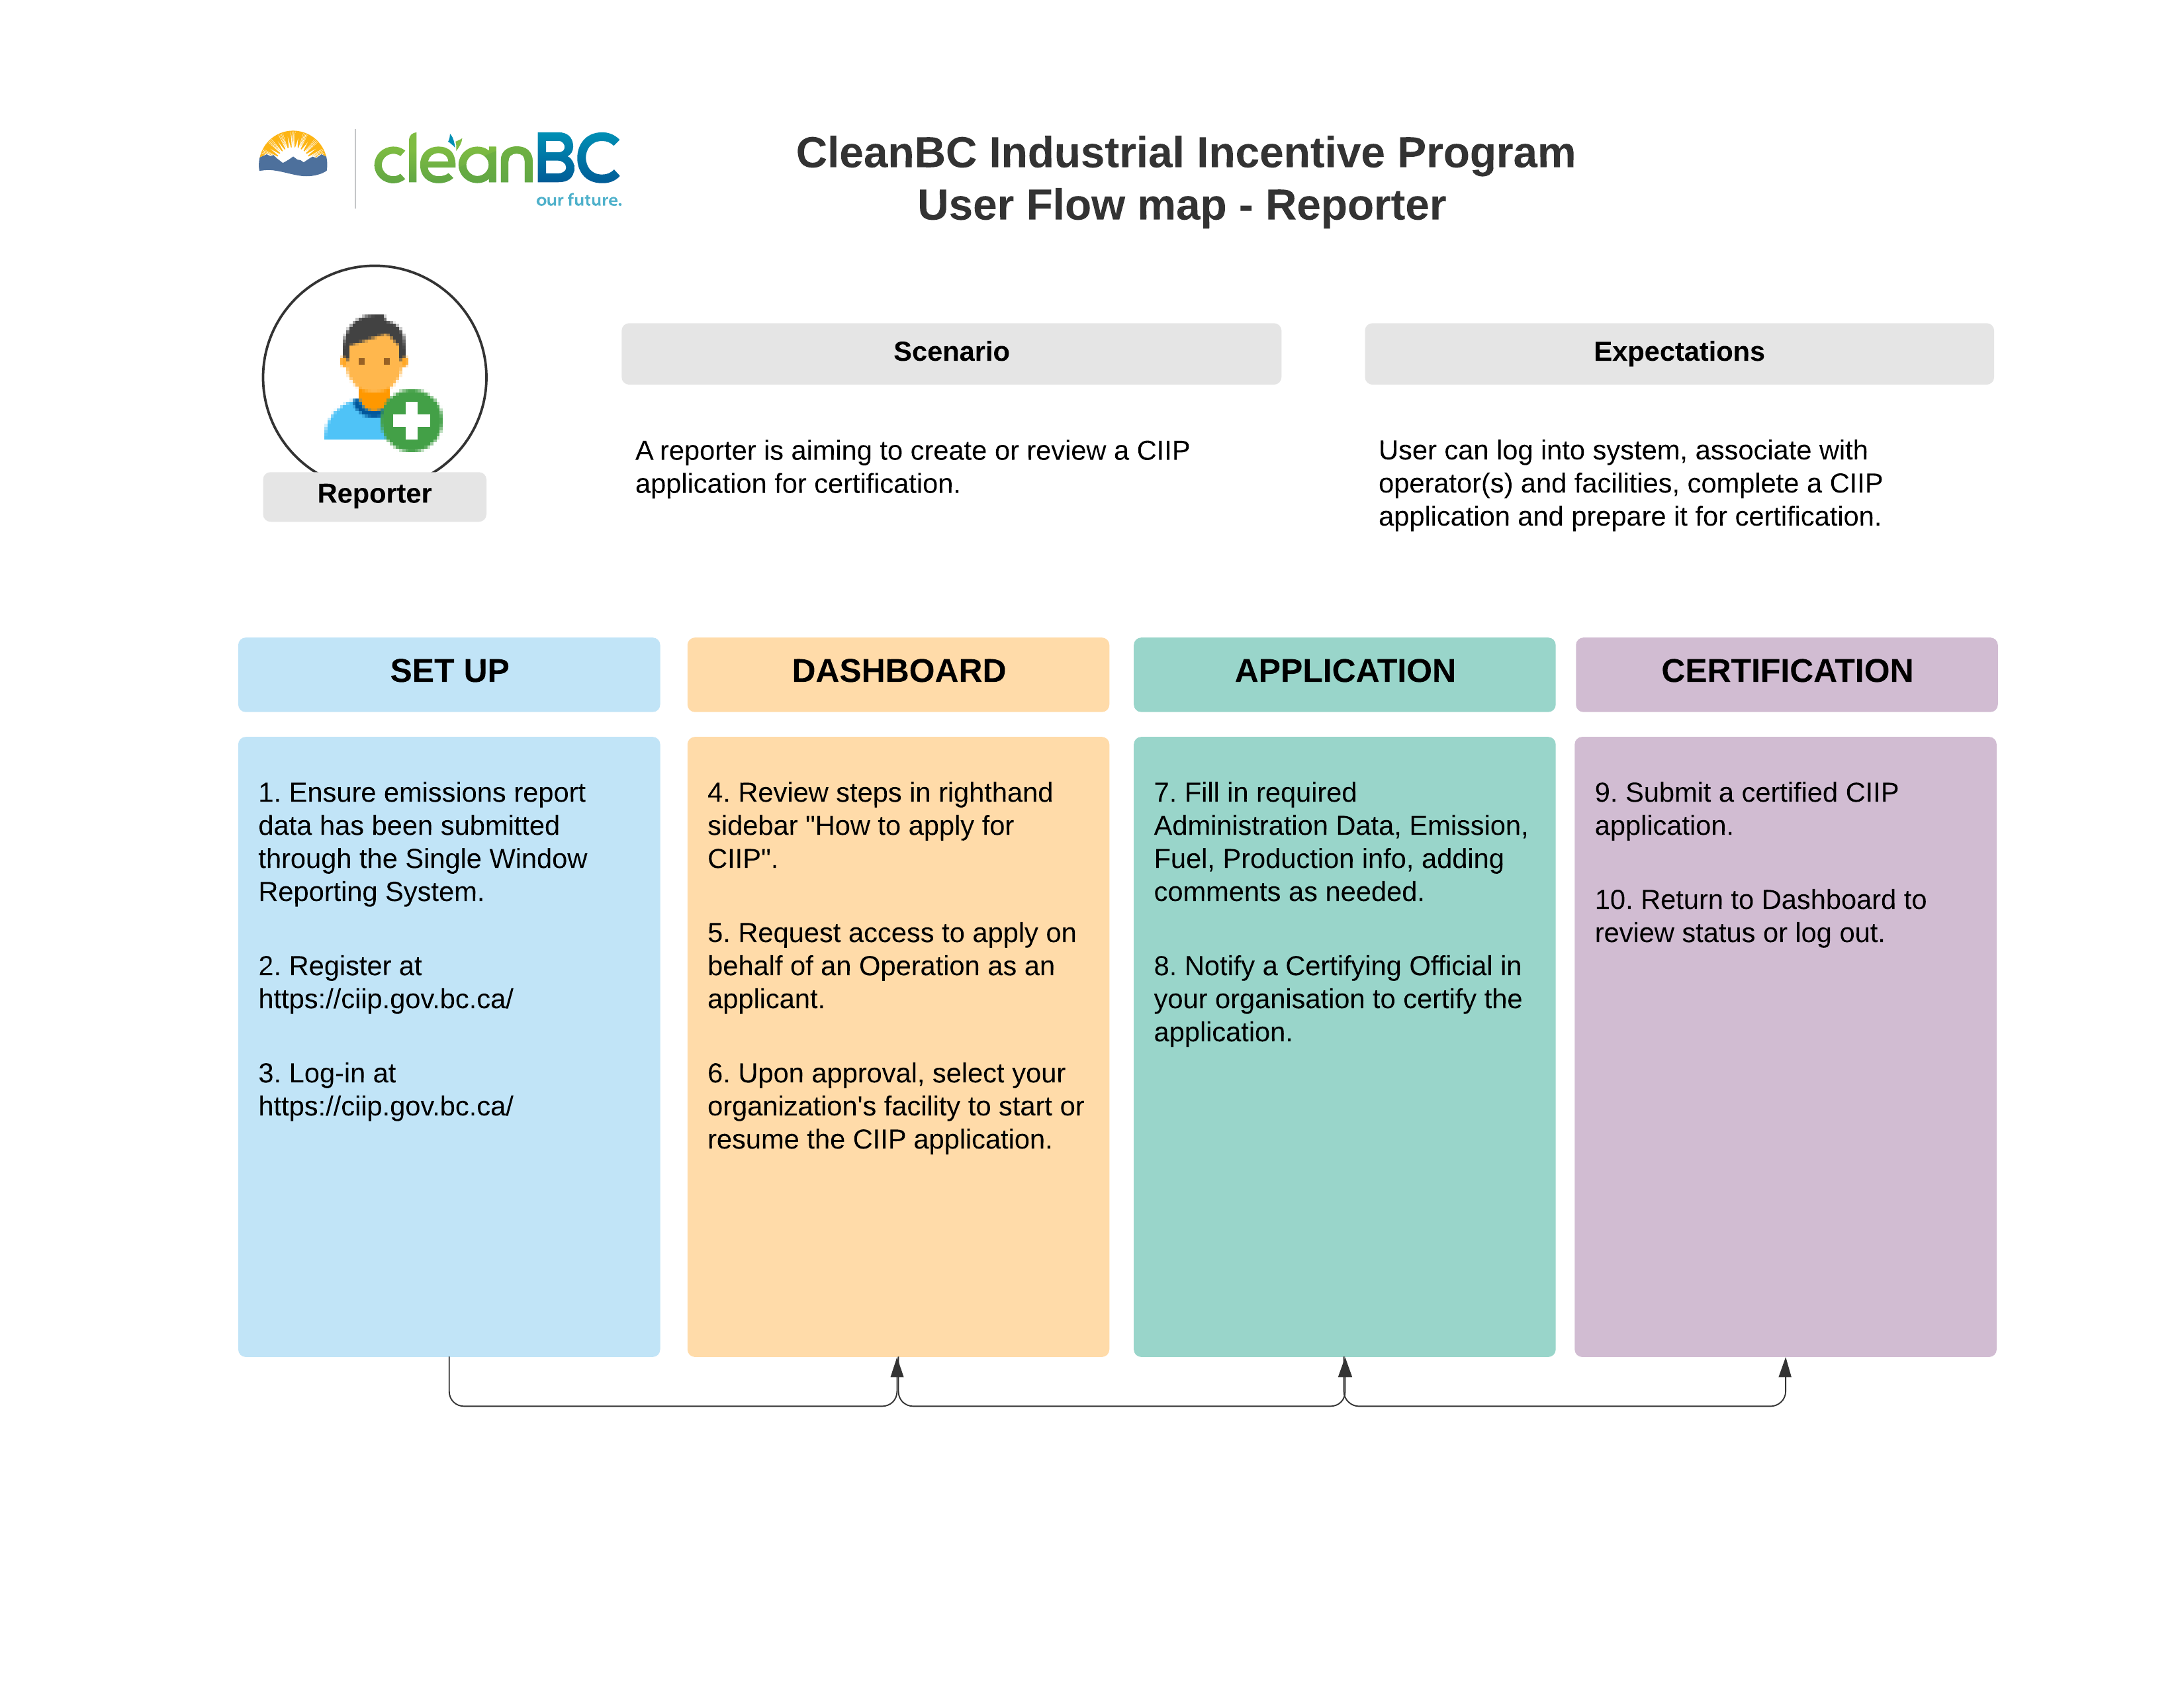 cleanBC
our future.
CleanBC Industrial Incentive Program
User Flow map - Reporter
Reporter
Scenario
A reporter is aiming to create or review a CIIP
application for certification.
Expectations
User can log into system, associate with
operator(s) and facilities, complete a CIIP
application and prepare it for certification.
SET UP
1. Ensure emissions report
data has been submitted
through the Single Window
Reporting System.
2. Register at
https://ciip.gov.bc.ca/
3. Log-in at
https://ciip.gov.bc.ca/
DASHBOARD
4. Review steps in righthand
sidebar "How to apply for
CIIP".
5. Request access to apply on
behalf of an Operation as an
applicant.
6. Upon approval, select your
organization's facility to start or
resume the CIIP application.
APPLICATION
7. Fill in required
Administration Data, Emission,
Fuel, Production info, adding
comments as needed.
8. Notify a Certifying Official in
your organisation to certify the
application.
CERTIFICATION
9. Submit a certified CIIP
application.
10. Return to Dashboard to
review status or log out.